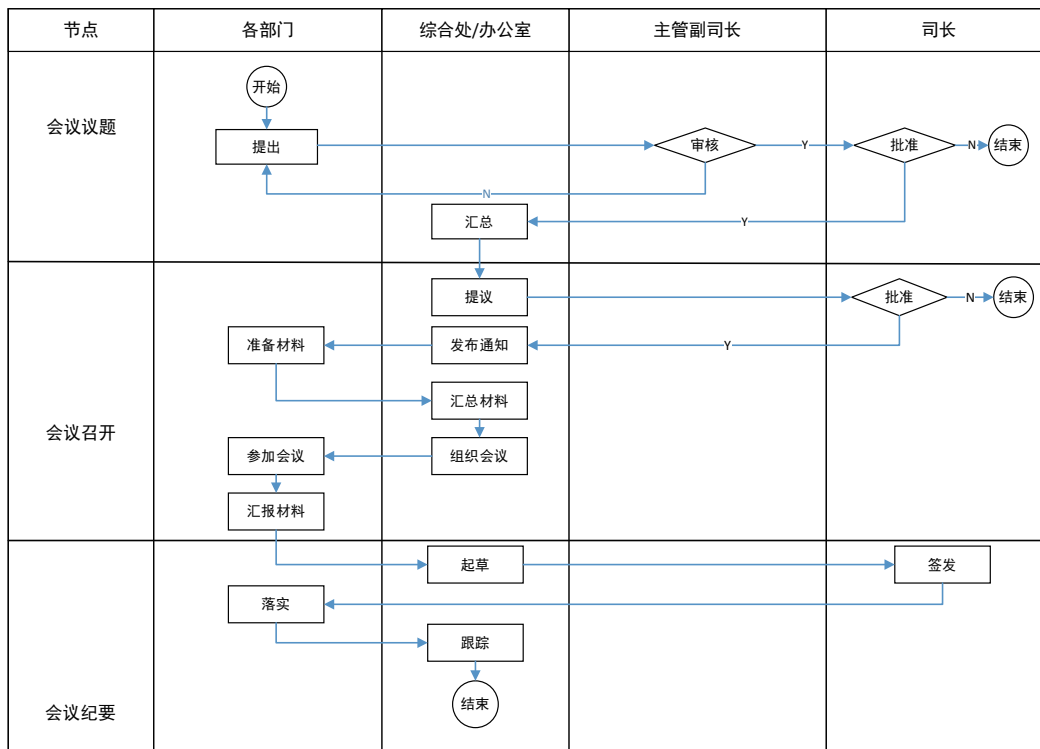 节点
各部门
综合处/办公室
主管副司长
司长
会议议题
开始
提出
审核
Y
批准
N
结束
N
汇总
Y
会议召开
提议
批准
N
结束
准备材料
发布通知
Y
汇总材料
参加会议
组织会议
汇报材料
会议纪要
起草
签发
落实
跟踪
结束